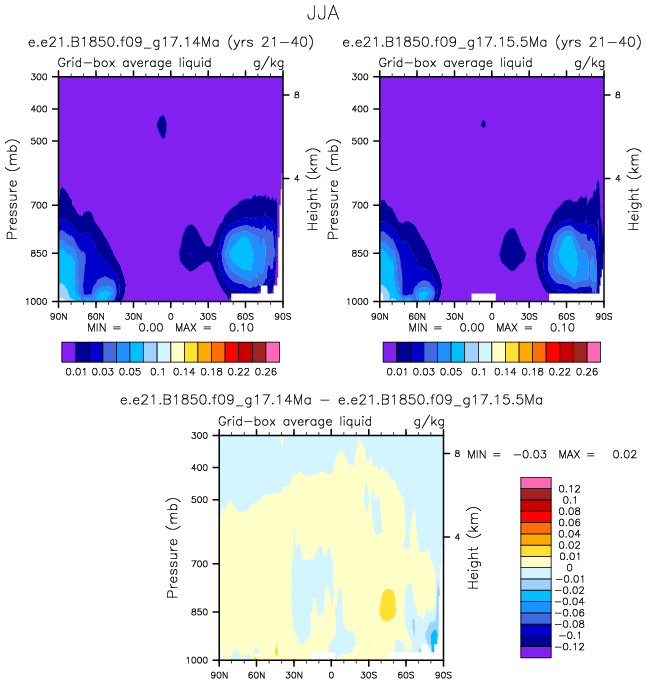 JJA
e.e21.B1850.f09_g17.14Ma (yrs 21−40)
Grid−box average liquid g/kg
300
400
500
700
850
1000
Pressure (mb)
8
4
Height (km)
90N 60N 30N 0 30S 60S 90S
MIN = 0.00 MAX = 0.10
0.01 0.03 0.05 0.1 0.14 0.18 0.22 0.26
e.e21.B1850.f09_g17.15.5Ma (yrs 21−40)
Grid−box average liquid g/kg
300
400
500
700
850
1000
Pressure (mb)
8
4
Height (km)
90N 60N 30N 0 30S 60S 90S
MIN = 0.00 MAX = 0.10
0.01 0.03 0.05 0.1 0.14 0.18 0.22 0.26
e.e21.B1850.f09_g17.14Ma − e.e21.B1850.f09_g17.15.5Ma
Grid−box average liquid g/kg
300
400
500
700
850
1000
Pressure (mb)
8
4
Height (km)
90N 60N 30N 0 30S 60S 90S
MIN = −0.03 MAX = 0.02
0.12
0.1
0.08
0.06
0.04
0.02
0.01
0
−0.01
−0.02
−0.04
−0.06
−0.08
−0.1
−0.12